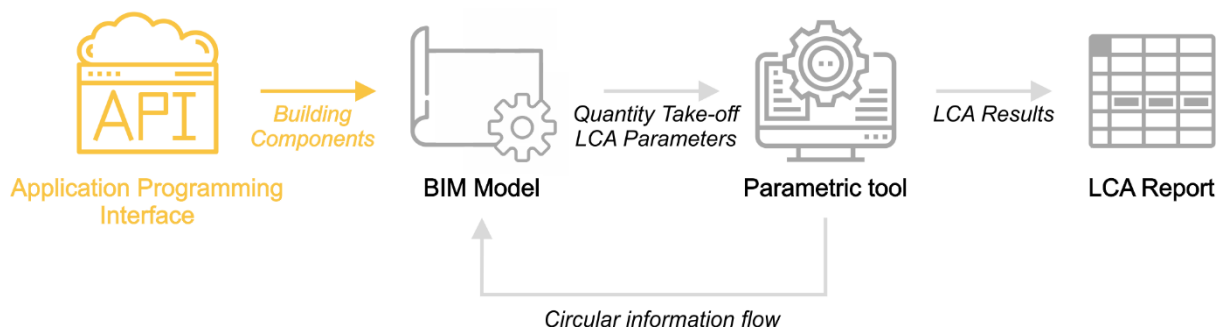 API
Building
Components
Quantity Take-off
LCA Parameters
LCA Results
Application Programming
Interface
BIM Model
Parametric tool
LCA Report
Circular information flow